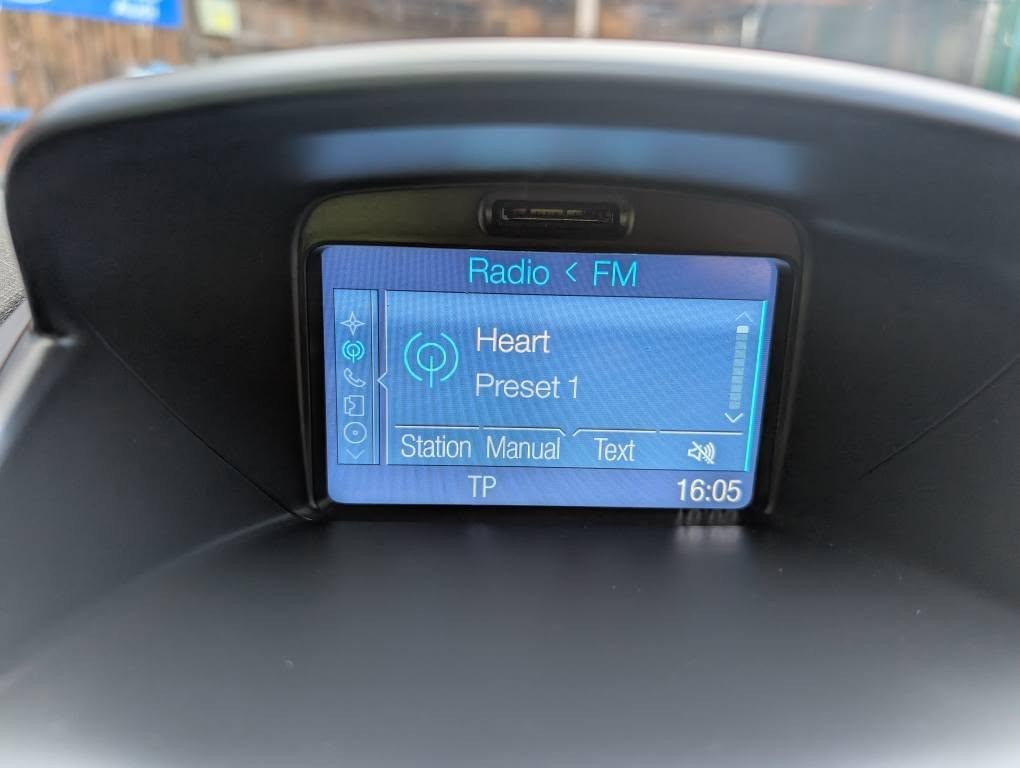 Radio < FM
Heart
Preset 1
Station Manual Text
TP 16:05